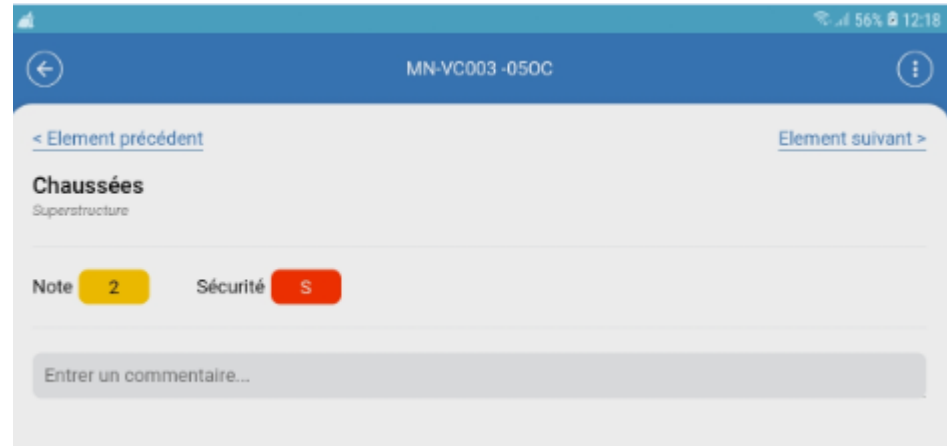 56% 12:18
MN-VC003 -05OC
< Element précédent Element suivant >
Chaussées
Superstructure
Note 2 Sécurité S
Entrer un commentaire...